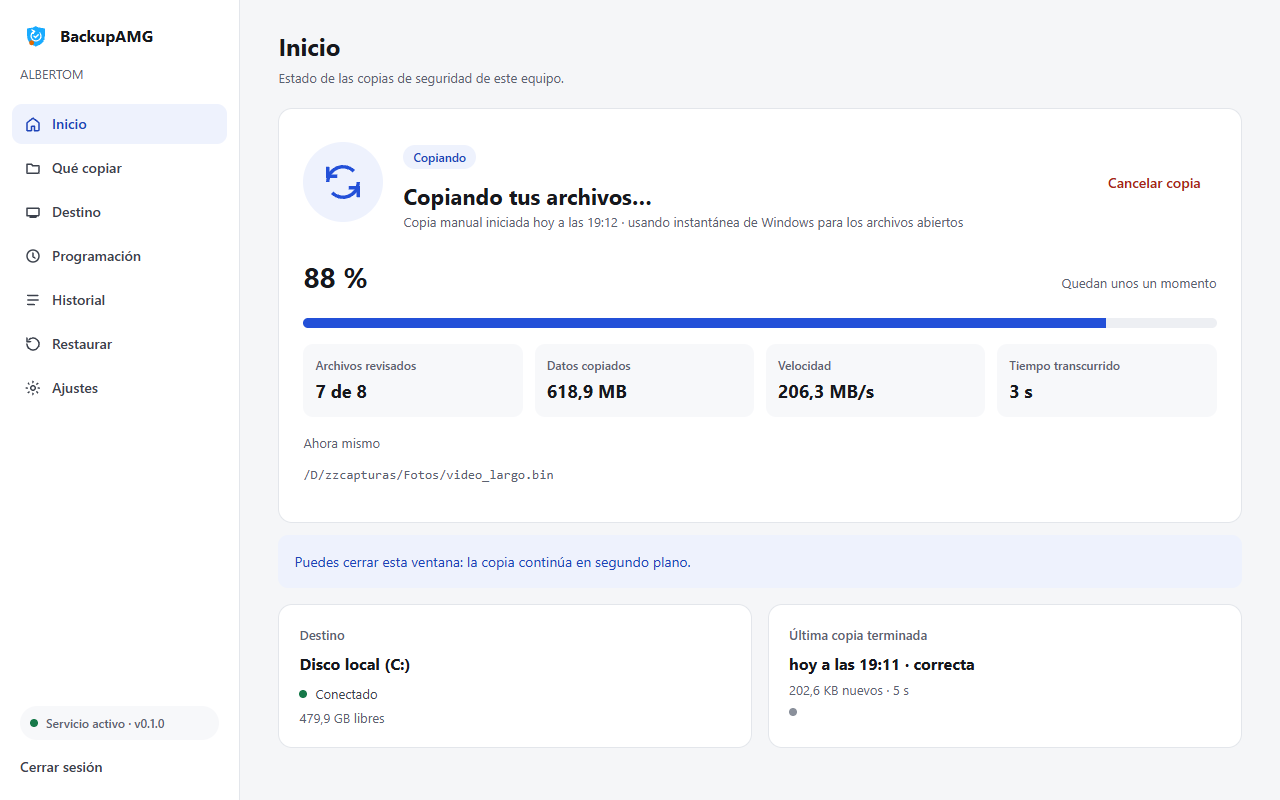 BackupAMG
ALBERTOM
Inicio
Qué copiar
Destino
Programación
Historial
Restaurar
Ajustes
Servicio activo · v0.1.0
Cerrar sesión
Inicio
Estado de las copias de seguridad de este equipo.
Copiando
Copiando tus archivos…
Copia manual iniciada hoy a las 19:12 · usando instantánea de Windows para los archivos abiertos
Cancelar copia
88 %
Quedan unos un momento
Archivos revisados
7 de 8
Datos copiados
618,9 MB
Velocidad
206,3 MB/s
Tiempo transcurrido
3 s
Ahora mismo
/D/zzcapturas/Fotos/video_largo.bin
Puedes cerrar esta ventana: la copia continúa en segundo plano.
Destino
Disco local (C:)
Conectado
479,9 GB libres
Última copia terminada
hoy a las 19:11 · correcta
202,6 KB nuevos · 5 s